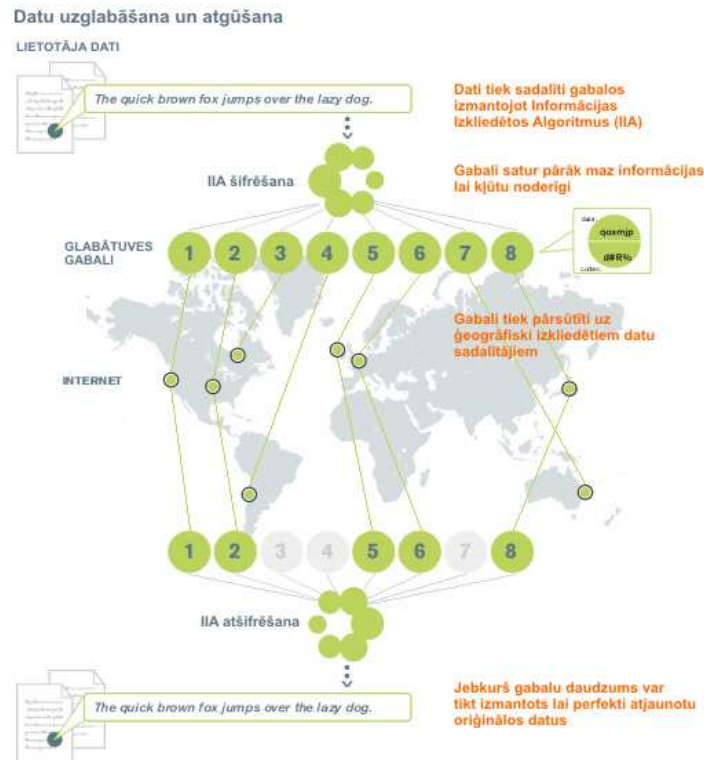 Datu uzglabāšana un atgūšana
LIETOTĀJA DATI
The quick brown fox jumps over the lazy dog.
Dati tiek sadalīti gabalos
izmantojot Informācijas
Izkliedētos Algoritmus (IIA)
IIA šifrēšana
Gabali satur pārāk maz informācijas
lai kļūtu noderīgi
GLABĀTUVES
GABALI
1 2 3 4 5 6 7 8
qoxmjp
d#R%
Gabali tiek pārsūtīti uz
ģeogrāfiski izkliedētiem datu
sadalītājiem
INTERNET
1 2 3 4 5 6 7 8
IIA atšifrēšana
The quick brown fox jumps over the lazy dog.
Jebkurš gabalu daudzums var
tikt izmantots lai perfekti atjaunotu
oriģinālos datus